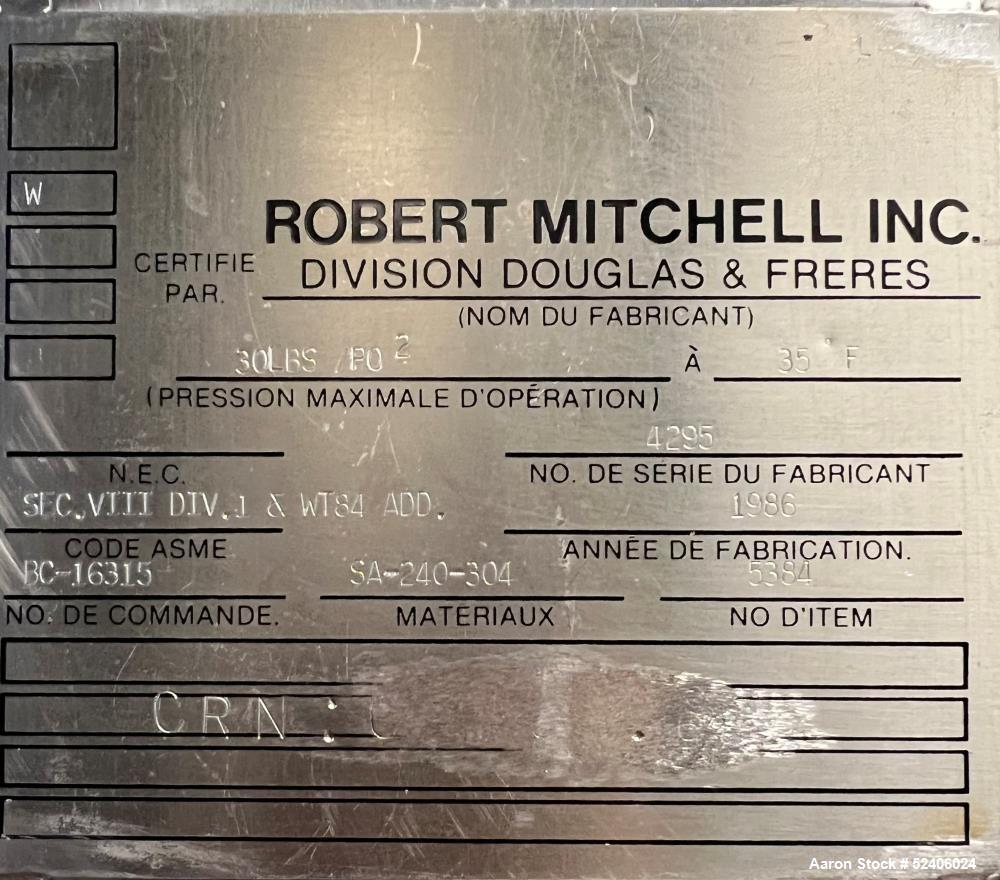 W
ROBERT MITCHELL INC.
CERTIFIE PAR.
DIVISION DOUGLAS & FRERES
(NOM DU FABRICANT)
30LBS /PO 2 À 35 ° F
(PRESSION MAXIMALE D'OPÉRATION)
4295
N.E.C. NO. DE SÉRIE DU FABRICANT
SEC.VIII DIV.1 & WT84 ADD. 1986
CODE ASME ANNÉE DE FABRICATION.
BC-16315 SA-240-304 5384
NO. DE COMMANDE. MATÉRIAUX NO D'ITEM
CRN :
Aaron Stock # 52406024